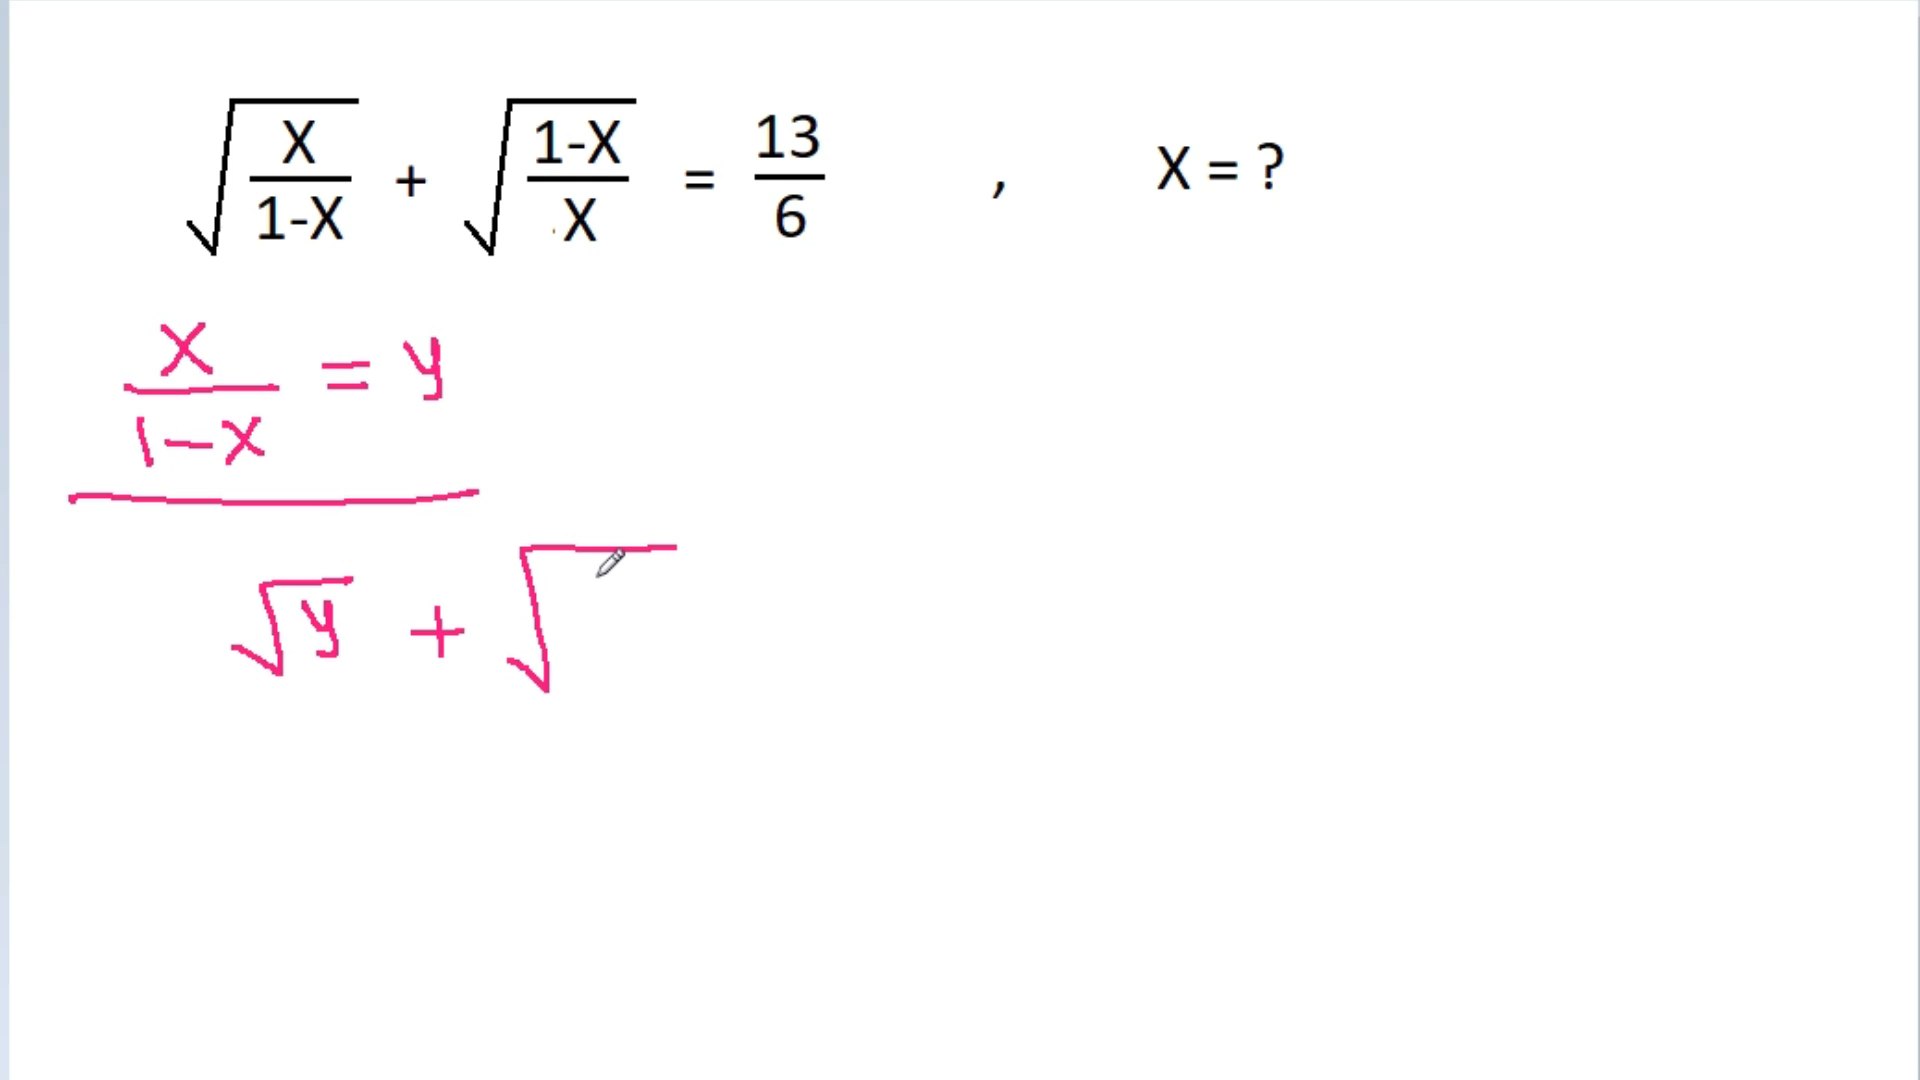 √(X/1-X) + √(1-X/X) = 13/6 , X = ?
x/1-x = y
√y + √